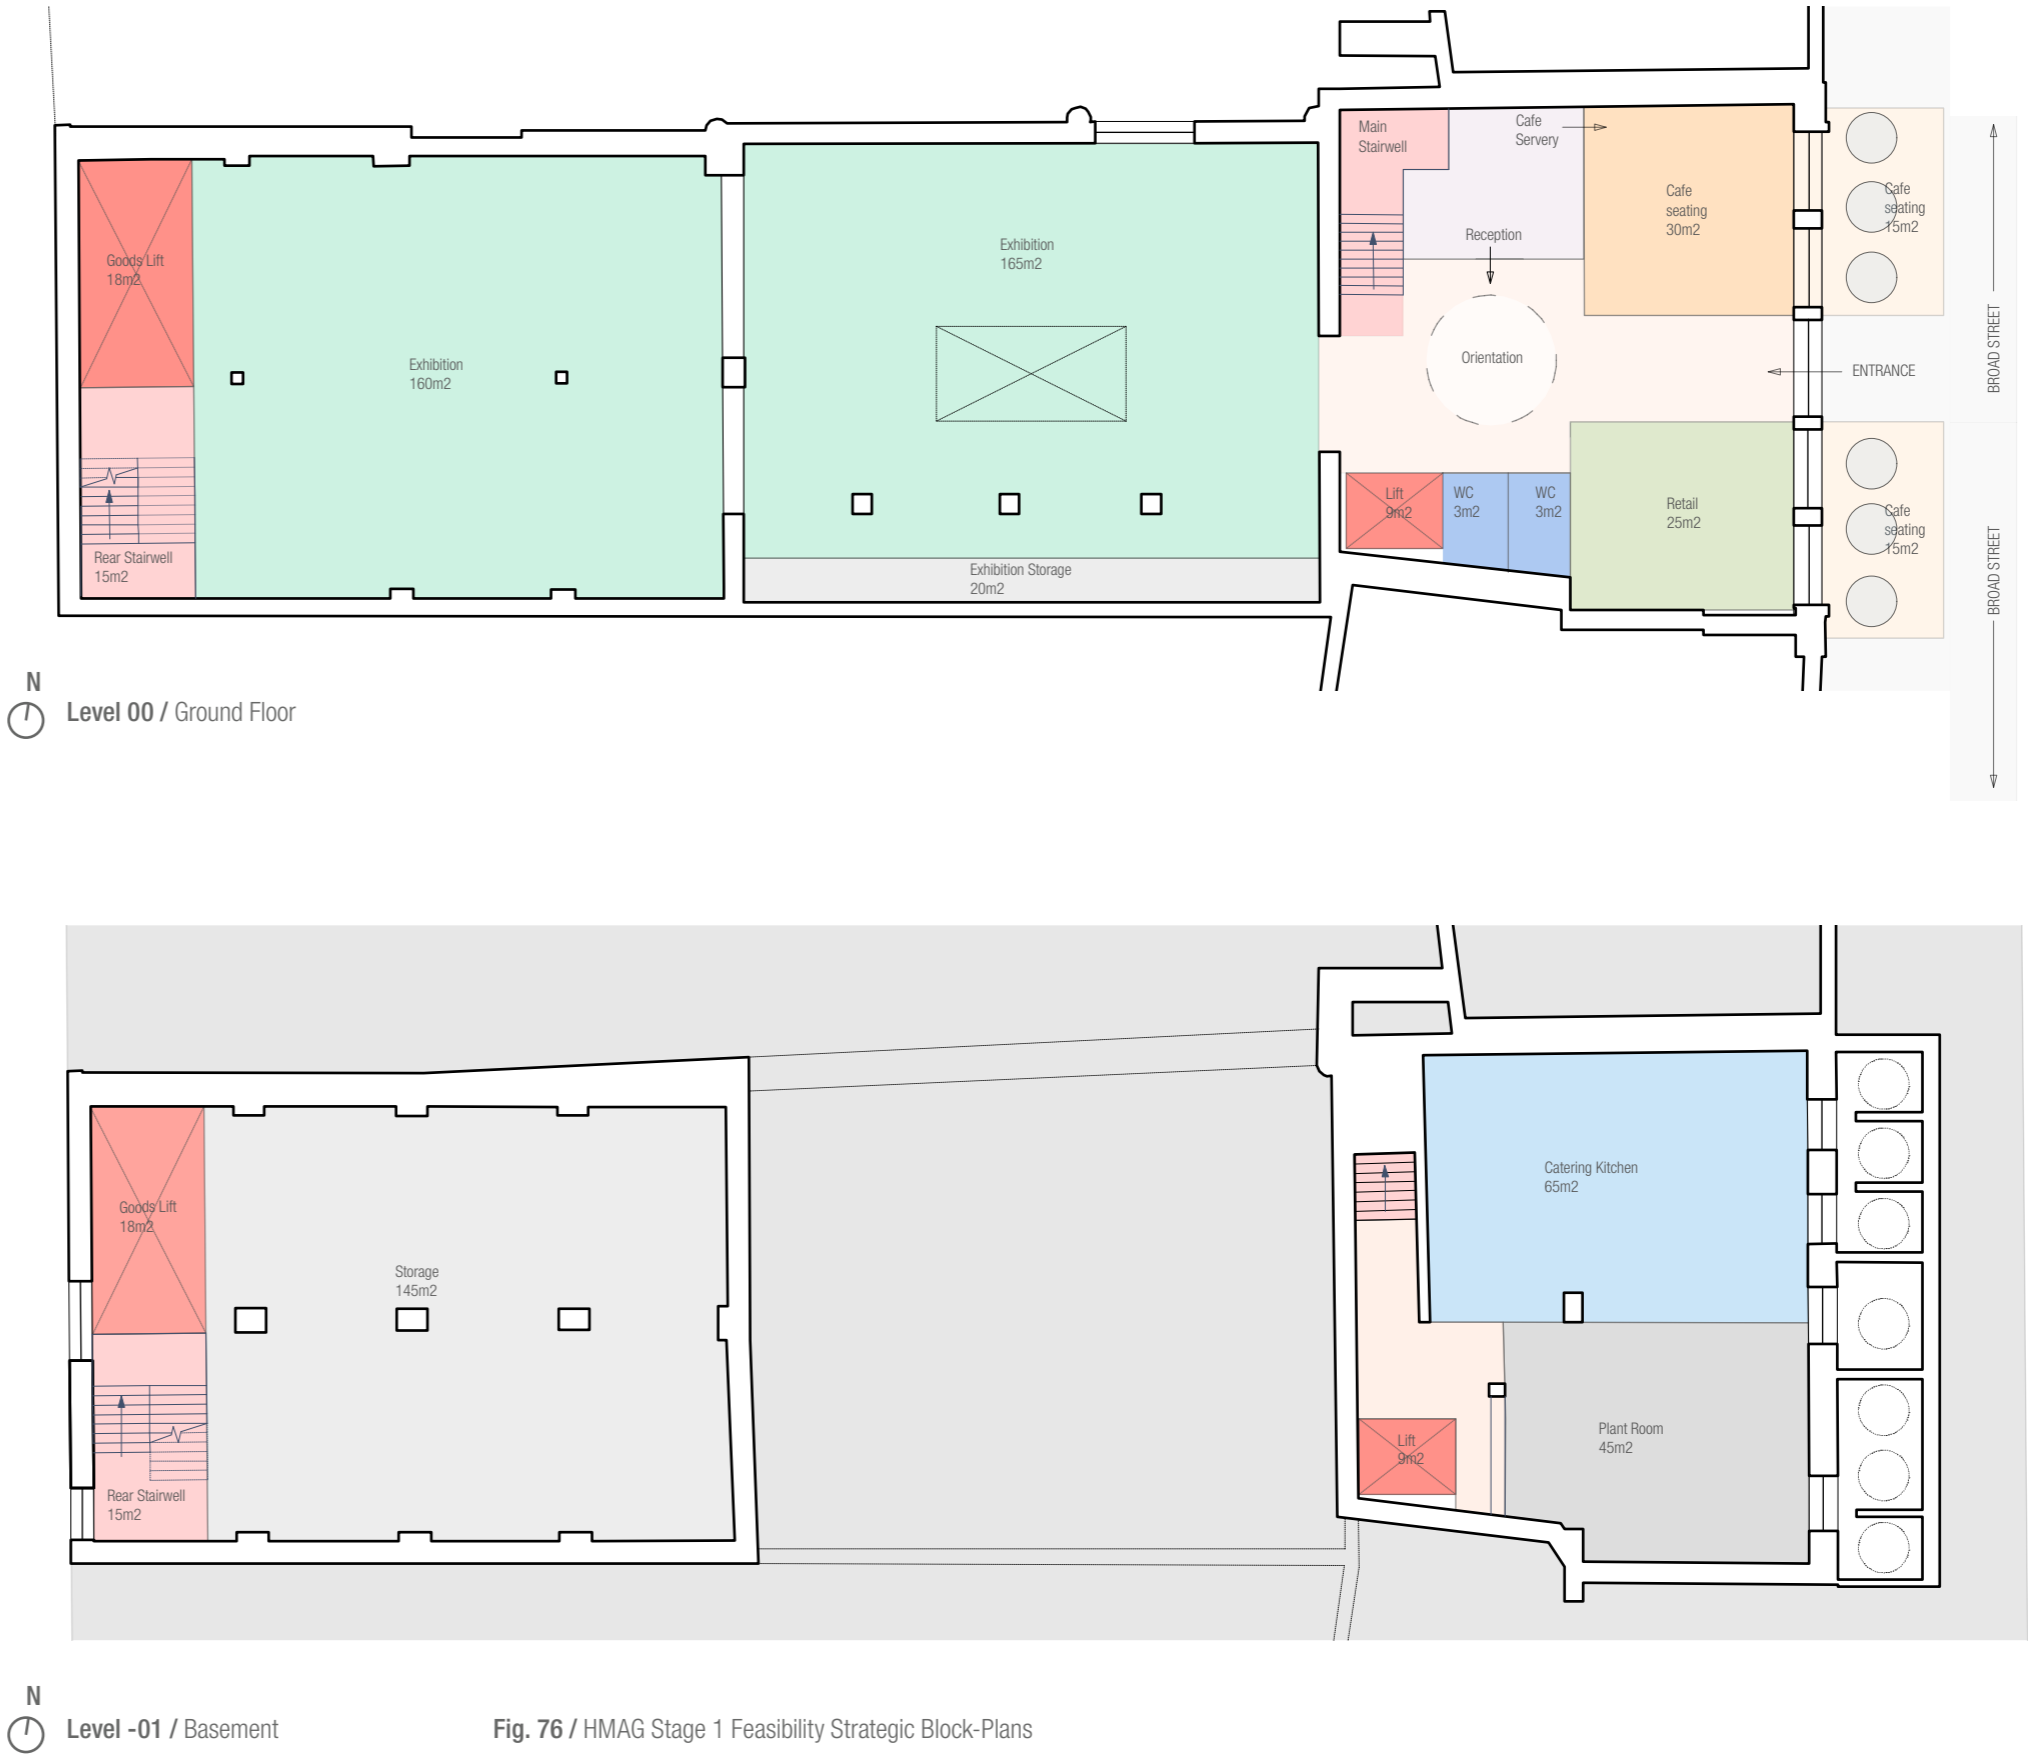 Main
Stairwell
Cafe
Servery
Cafe
seating
30m2
Cafe
seating
15m2
Reception
Exhibition
165m2
Goods Lift
18m2
Exhibition
160m2
Orientation
ENTRANCE
BROAD STREET
Lift
9m2
WC
3m2
WC
3m2
Retail
25m2
Cafe
seating
15m2
BROAD STREET
Rear Stairwell
15m2
Exhibition Storage
20m2
N
Level 00 / Ground Floor
Catering Kitchen
65m2
Goods Lift
18m2
Storage
145m2
Plant Room
45m2
Lift
9m2
Rear Stairwell
15m2
N
Level -01 / Basement
Fig. 76 / HMAG Stage 1 Feasibility Strategic Block-Plans